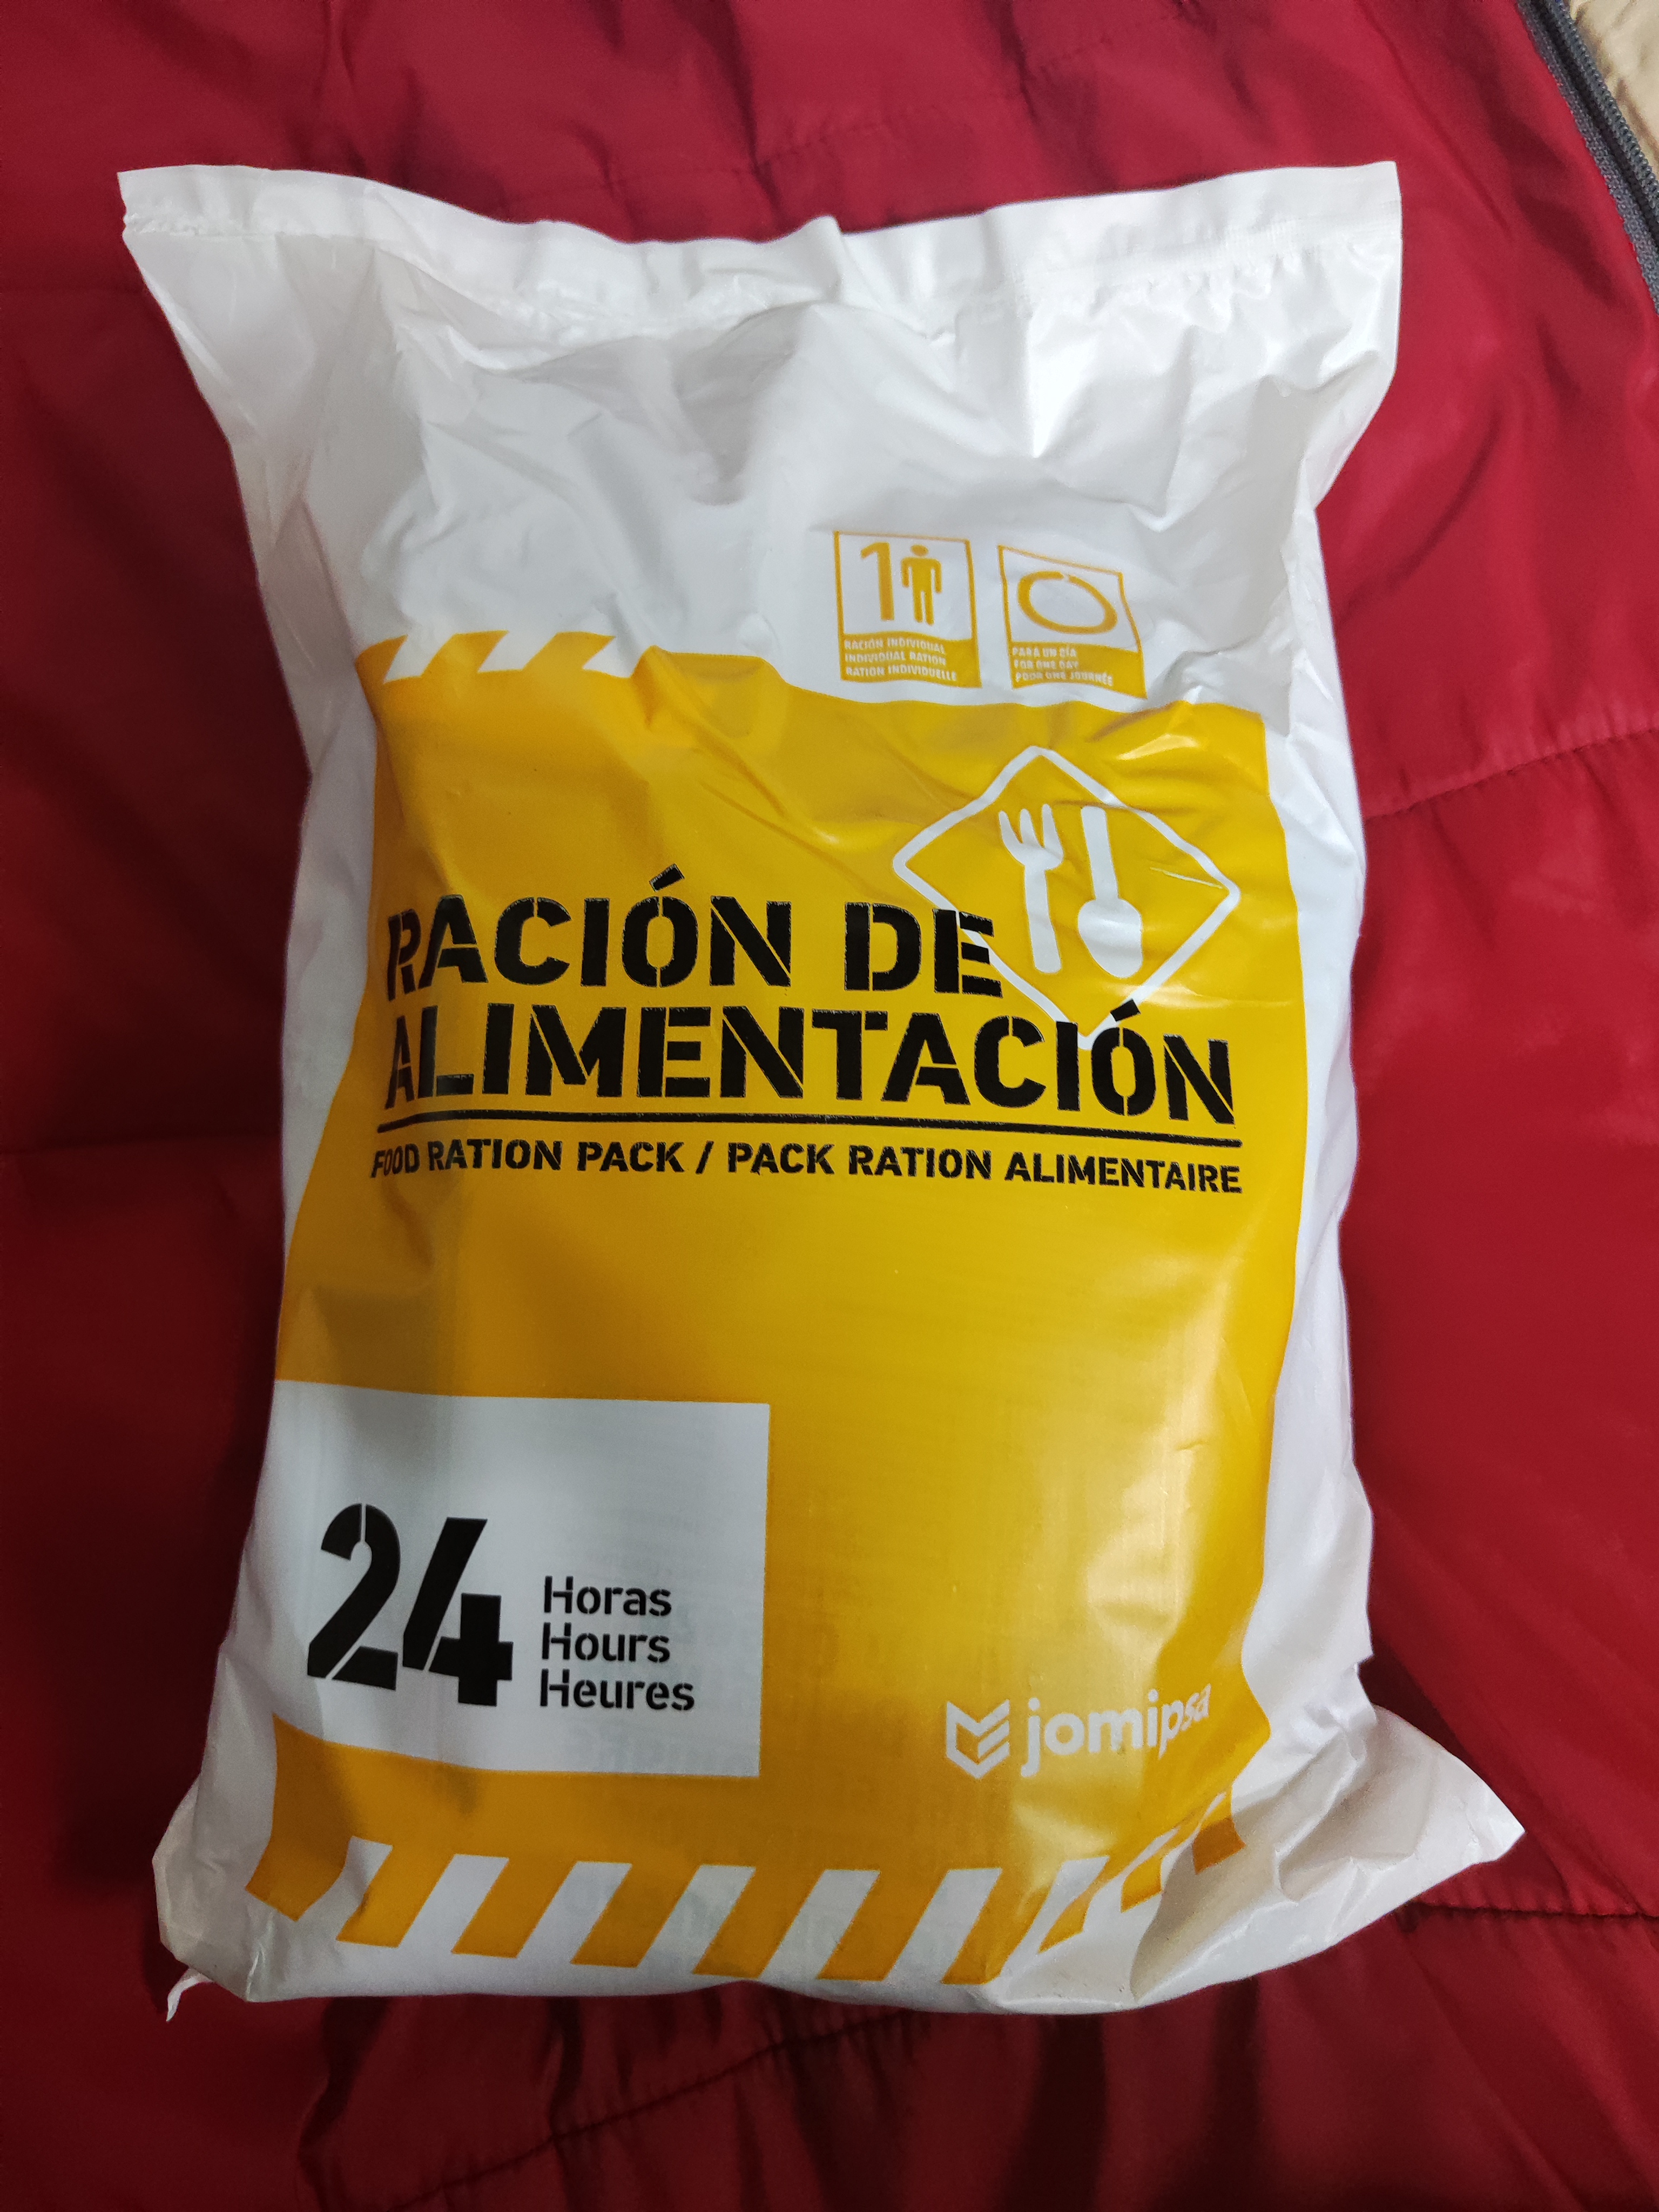 1
RACIÓN INDIVIDUAL
INDIVIDUAL RATION
RATION INDIVIDUELLE
PARA UN DÍA
FOR ONE DAY
POUR UNE JOURNÉE
RACIÓN DE
ALIMENTACIÓN
FOOD RATION PACK / PACK RATION ALIMENTAIRE
24
Horas
Hours
Heures
jomipsa